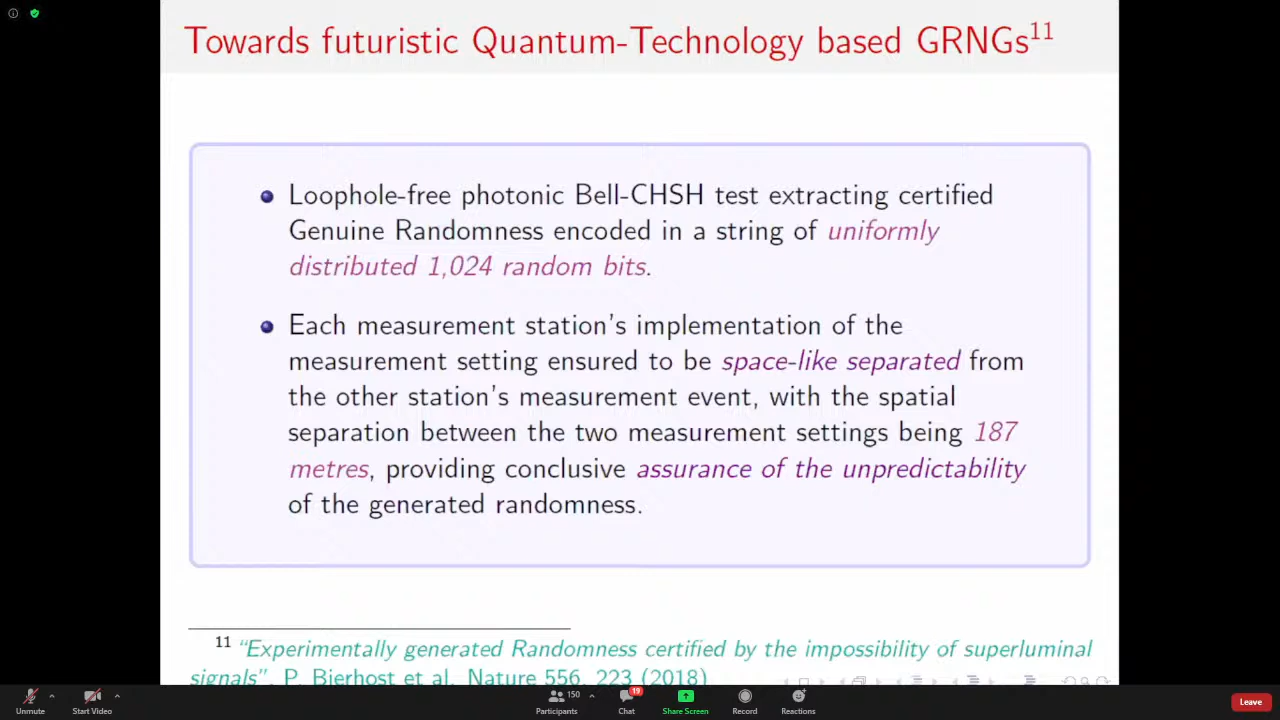 Towards futuristic Quantum-Technology based GRNGs¹¹
Loophole-free photonic Bell-CHSH test extracting certified
Genuine Randomness encoded in a string of uniformly
distributed 1,024 random bits.
Each measurement station's implementation of the
measurement setting ensured to be space-like separated from
the other station's measurement event, with the spatial
separation between the two measurement settings being 187
metres, providing conclusive assurance of the unpredictability
of the generated randomness.
¹¹ "Experimentally generated Randomness certified by the impossibility of superluminal
signals", P. Bierhost et al. Nature 556, 223 (2018)
Unmute
Start Video
150
Participants
19
Chat
Share Screen
Record
Reactions
Leave